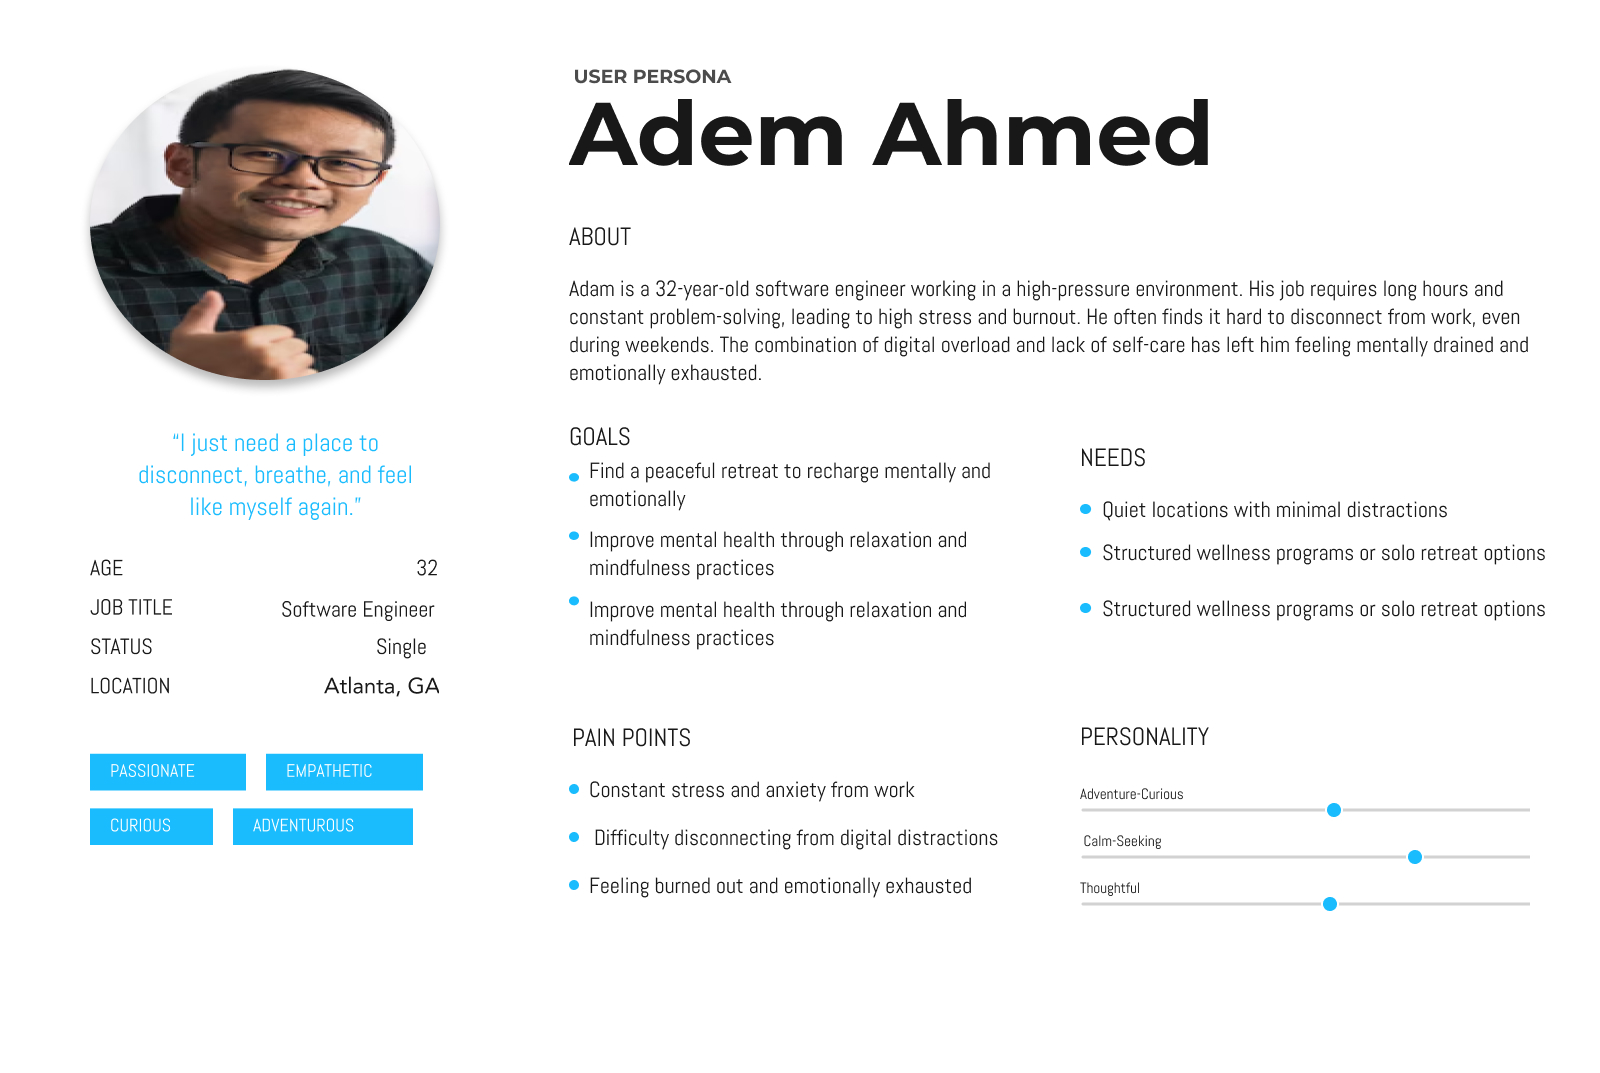 USER PERSONA
Adem Ahmed
ABOUT
Adam is a 32-year-old software engineer working in a high-pressure environment. His job requires long hours and
constant problem-solving, leading to high stress and burnout. He often finds it hard to disconnect from work, even
during weekends. The combination of digital overload and lack of self-care has left him feeling mentally drained and
emotionally exhausted.
“I just need a place to
disconnect, breathe, and feel
like myself again.”
AGE 32
JOB TITLE Software Engineer
STATUS Single
LOCATION Atlanta, GA
PASSIONATE EMPATHETIC
CURIOUS ADVENTUROUS
GOALS
Find a peaceful retreat to recharge mentally and
emotionally
Improve mental health through relaxation and
mindfulness practices
Improve mental health through relaxation and
mindfulness practices
NEEDS
Quiet locations with minimal distractions
Structured wellness programs or solo retreat options
Structured wellness programs or solo retreat options
PAIN POINTS
Constant stress and anxiety from work
Difficulty disconnecting from digital distractions
Feeling burned out and emotionally exhausted
PERSONALITY
Adventure-Curious
Calm-Seeking
Thoughtful